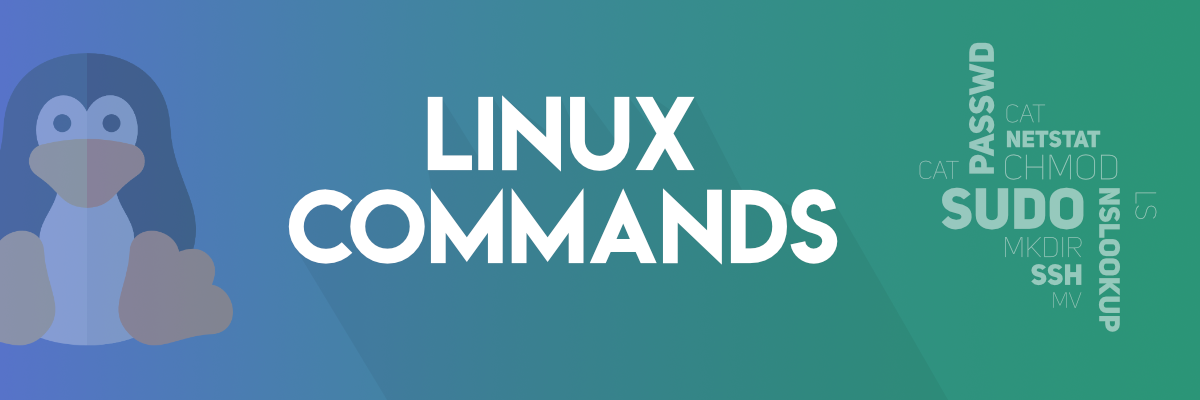 LINUX
COMMANDS
PASSWD
CAT
NETSTAT
CAT
CHMOD
SUDO
NSLOOKUP
LS
MKDIR
SSH
MV